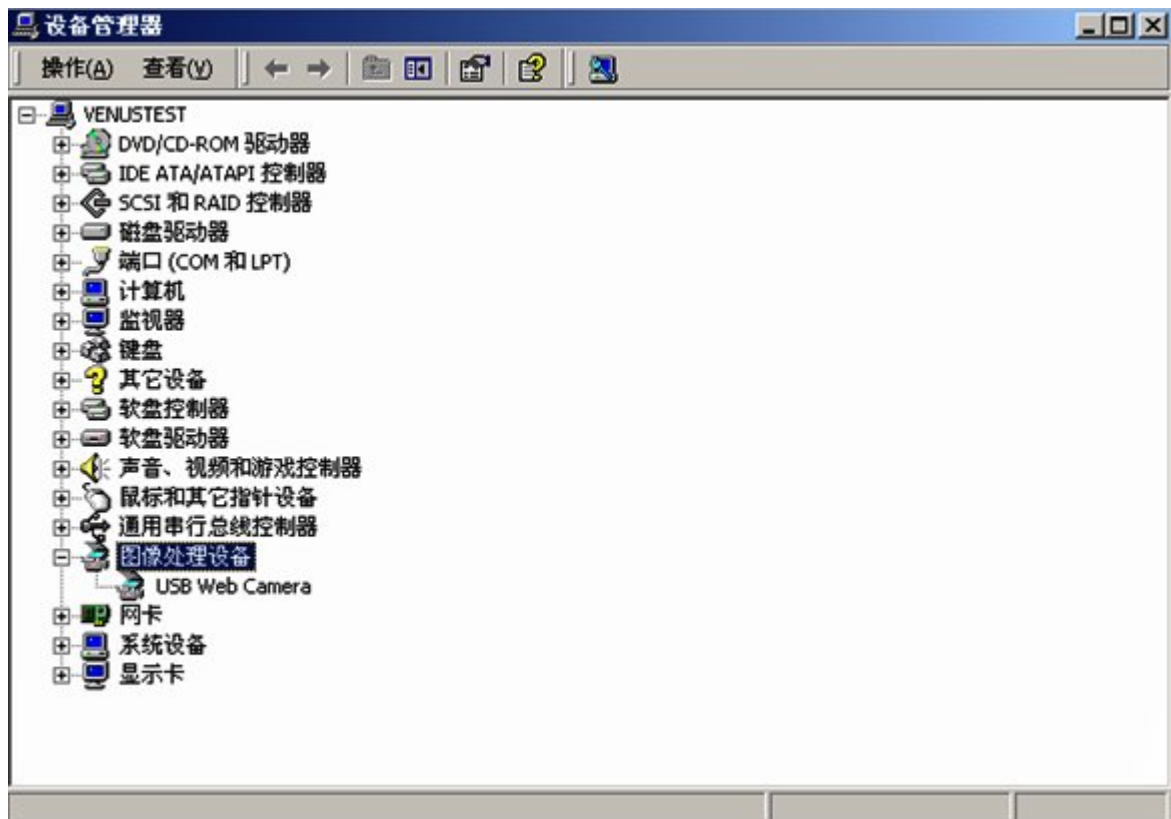 设备管理器
操作(A) 查看(V)
VENUSTEST
DVD/CD-ROM 驱动器
IDE ATA/ATAPI 控制器
SCSI 和 RAID 控制器
磁盘驱动器
端口 (COM 和 LPT)
计算机
监视器
键盘
其它设备
软盘控制器
软盘驱动器
声音、视频和游戏控制器
鼠标和其它指针设备
通用串行总线控制器
图像处理设备
USB Web Camera
网卡
系统设备
显示卡